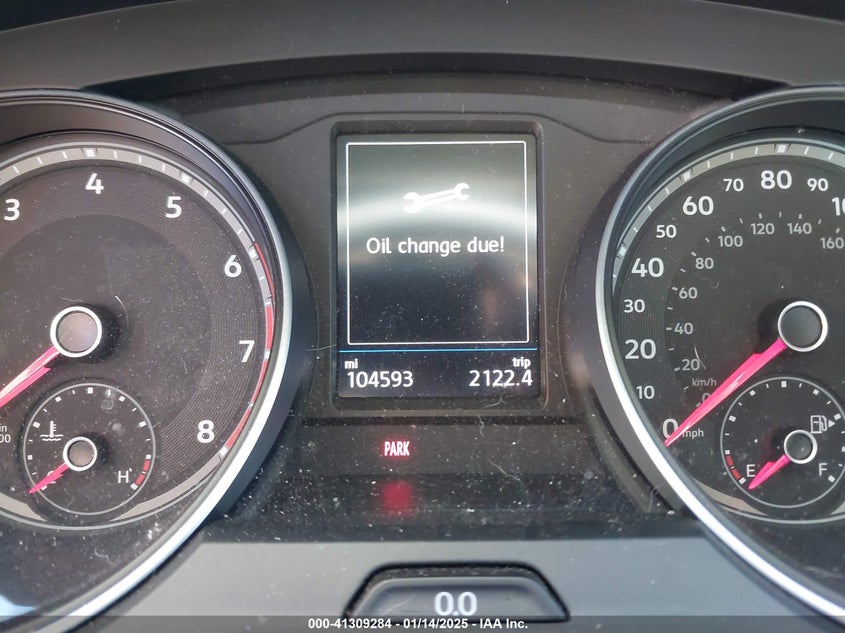 3 4 5 6 7 8
H
Oil change due!
mi trip
104593 2122.4
PARK
0.0
10 20 30 40 50 60 70 80 90
0 mph
20 40 60 80 100 120 140 160
km/h
E F
000-41309284 - 01/14/2025 - IAA Inc.